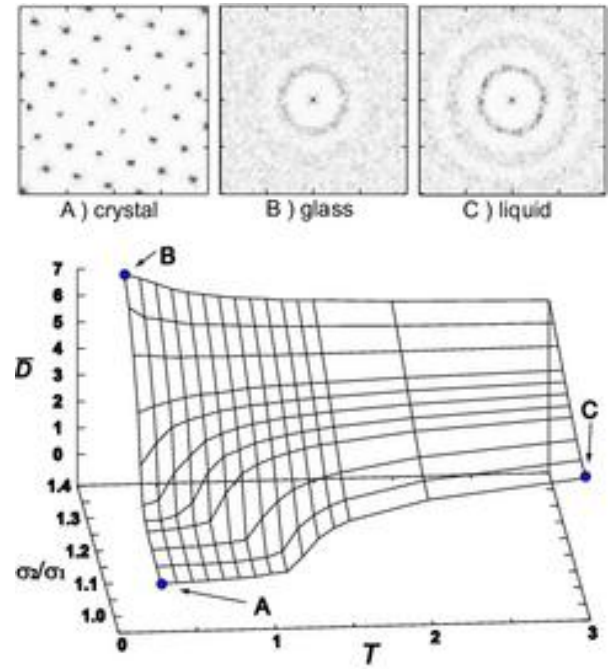 A ) crystal
B ) glass
C ) liquid
B
7
6
5
4
D̅
3
2
C
1
0
1.4
1.3
1.2
σ₂/σ₁ 1.1
1.0
A
0 1 2 3
T